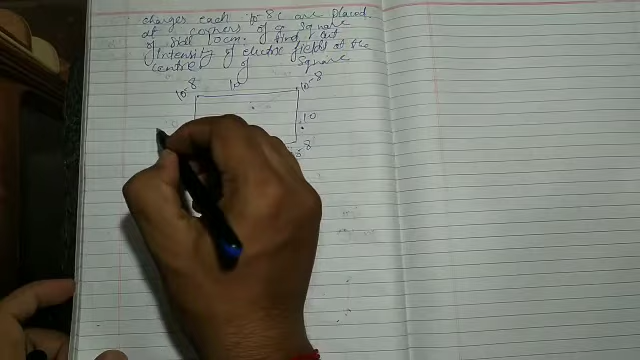 charges each 10^-8 C are placed
at corners of a square
of side 10cm. Find out
Intensity of electric fields at the
centre of square
10^-8 10 10^-8
10
10^-8